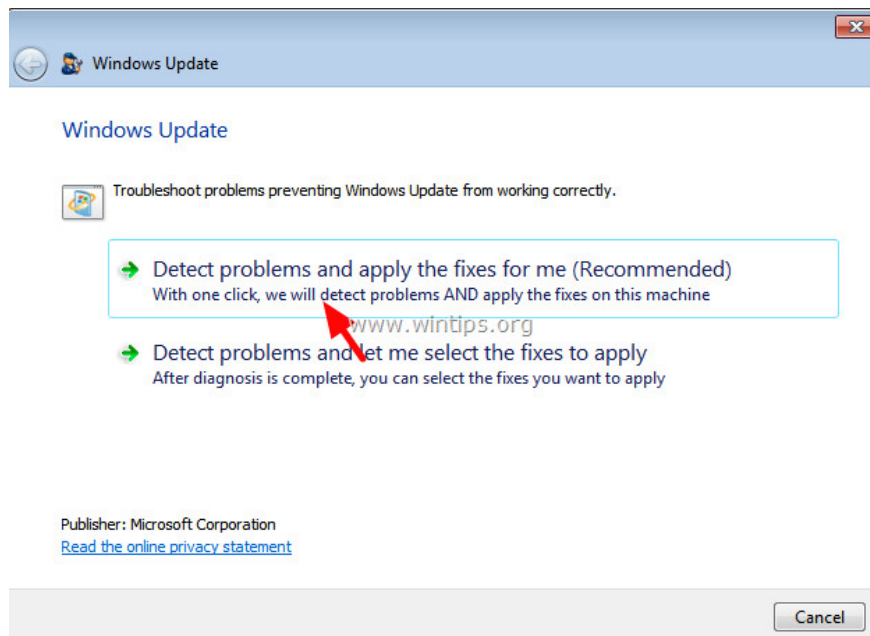 Windows Update
Windows Update
Troubleshoot problems preventing Windows Update from working correctly.
Detect problems and apply the fixes for me (Recommended)
With one click, we will detect problems AND apply the fixes on this machine
www.wintips.org
Detect problems and let me select the fixes to apply
After diagnosis is complete, you can select the fixes you want to apply
Publisher: Microsoft Corporation
Read the online privacy statement
Cancel